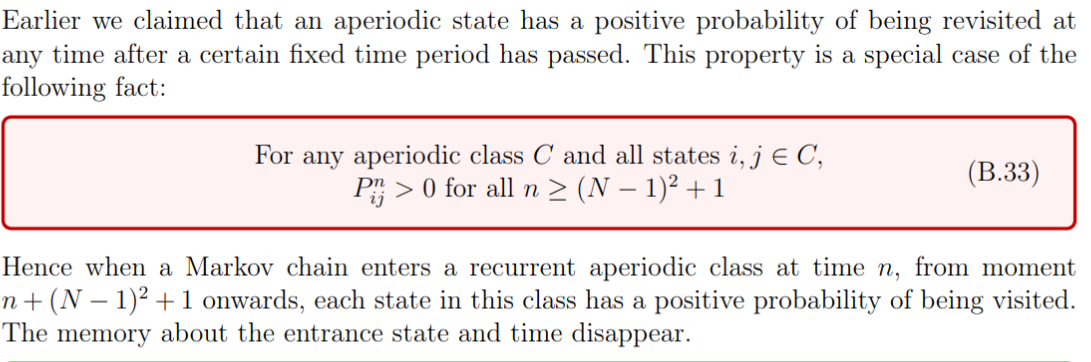 Earlier we claimed that an aperiodic state has a positive probability of being revisited at
any time after a certain fixed time period has passed. This property is a special case of the
following fact:
For any aperiodic class C and all states i, j ∈ C,
Pⁿᵢⱼ > 0 for all n ≥ (N − 1)² + 1
(B.33)
Hence when a Markov chain enters a recurrent aperiodic class at time n, from moment
n + (N − 1)² + 1 onwards, each state in this class has a positive probability of being visited.
The memory about the entrance state and time disappear.